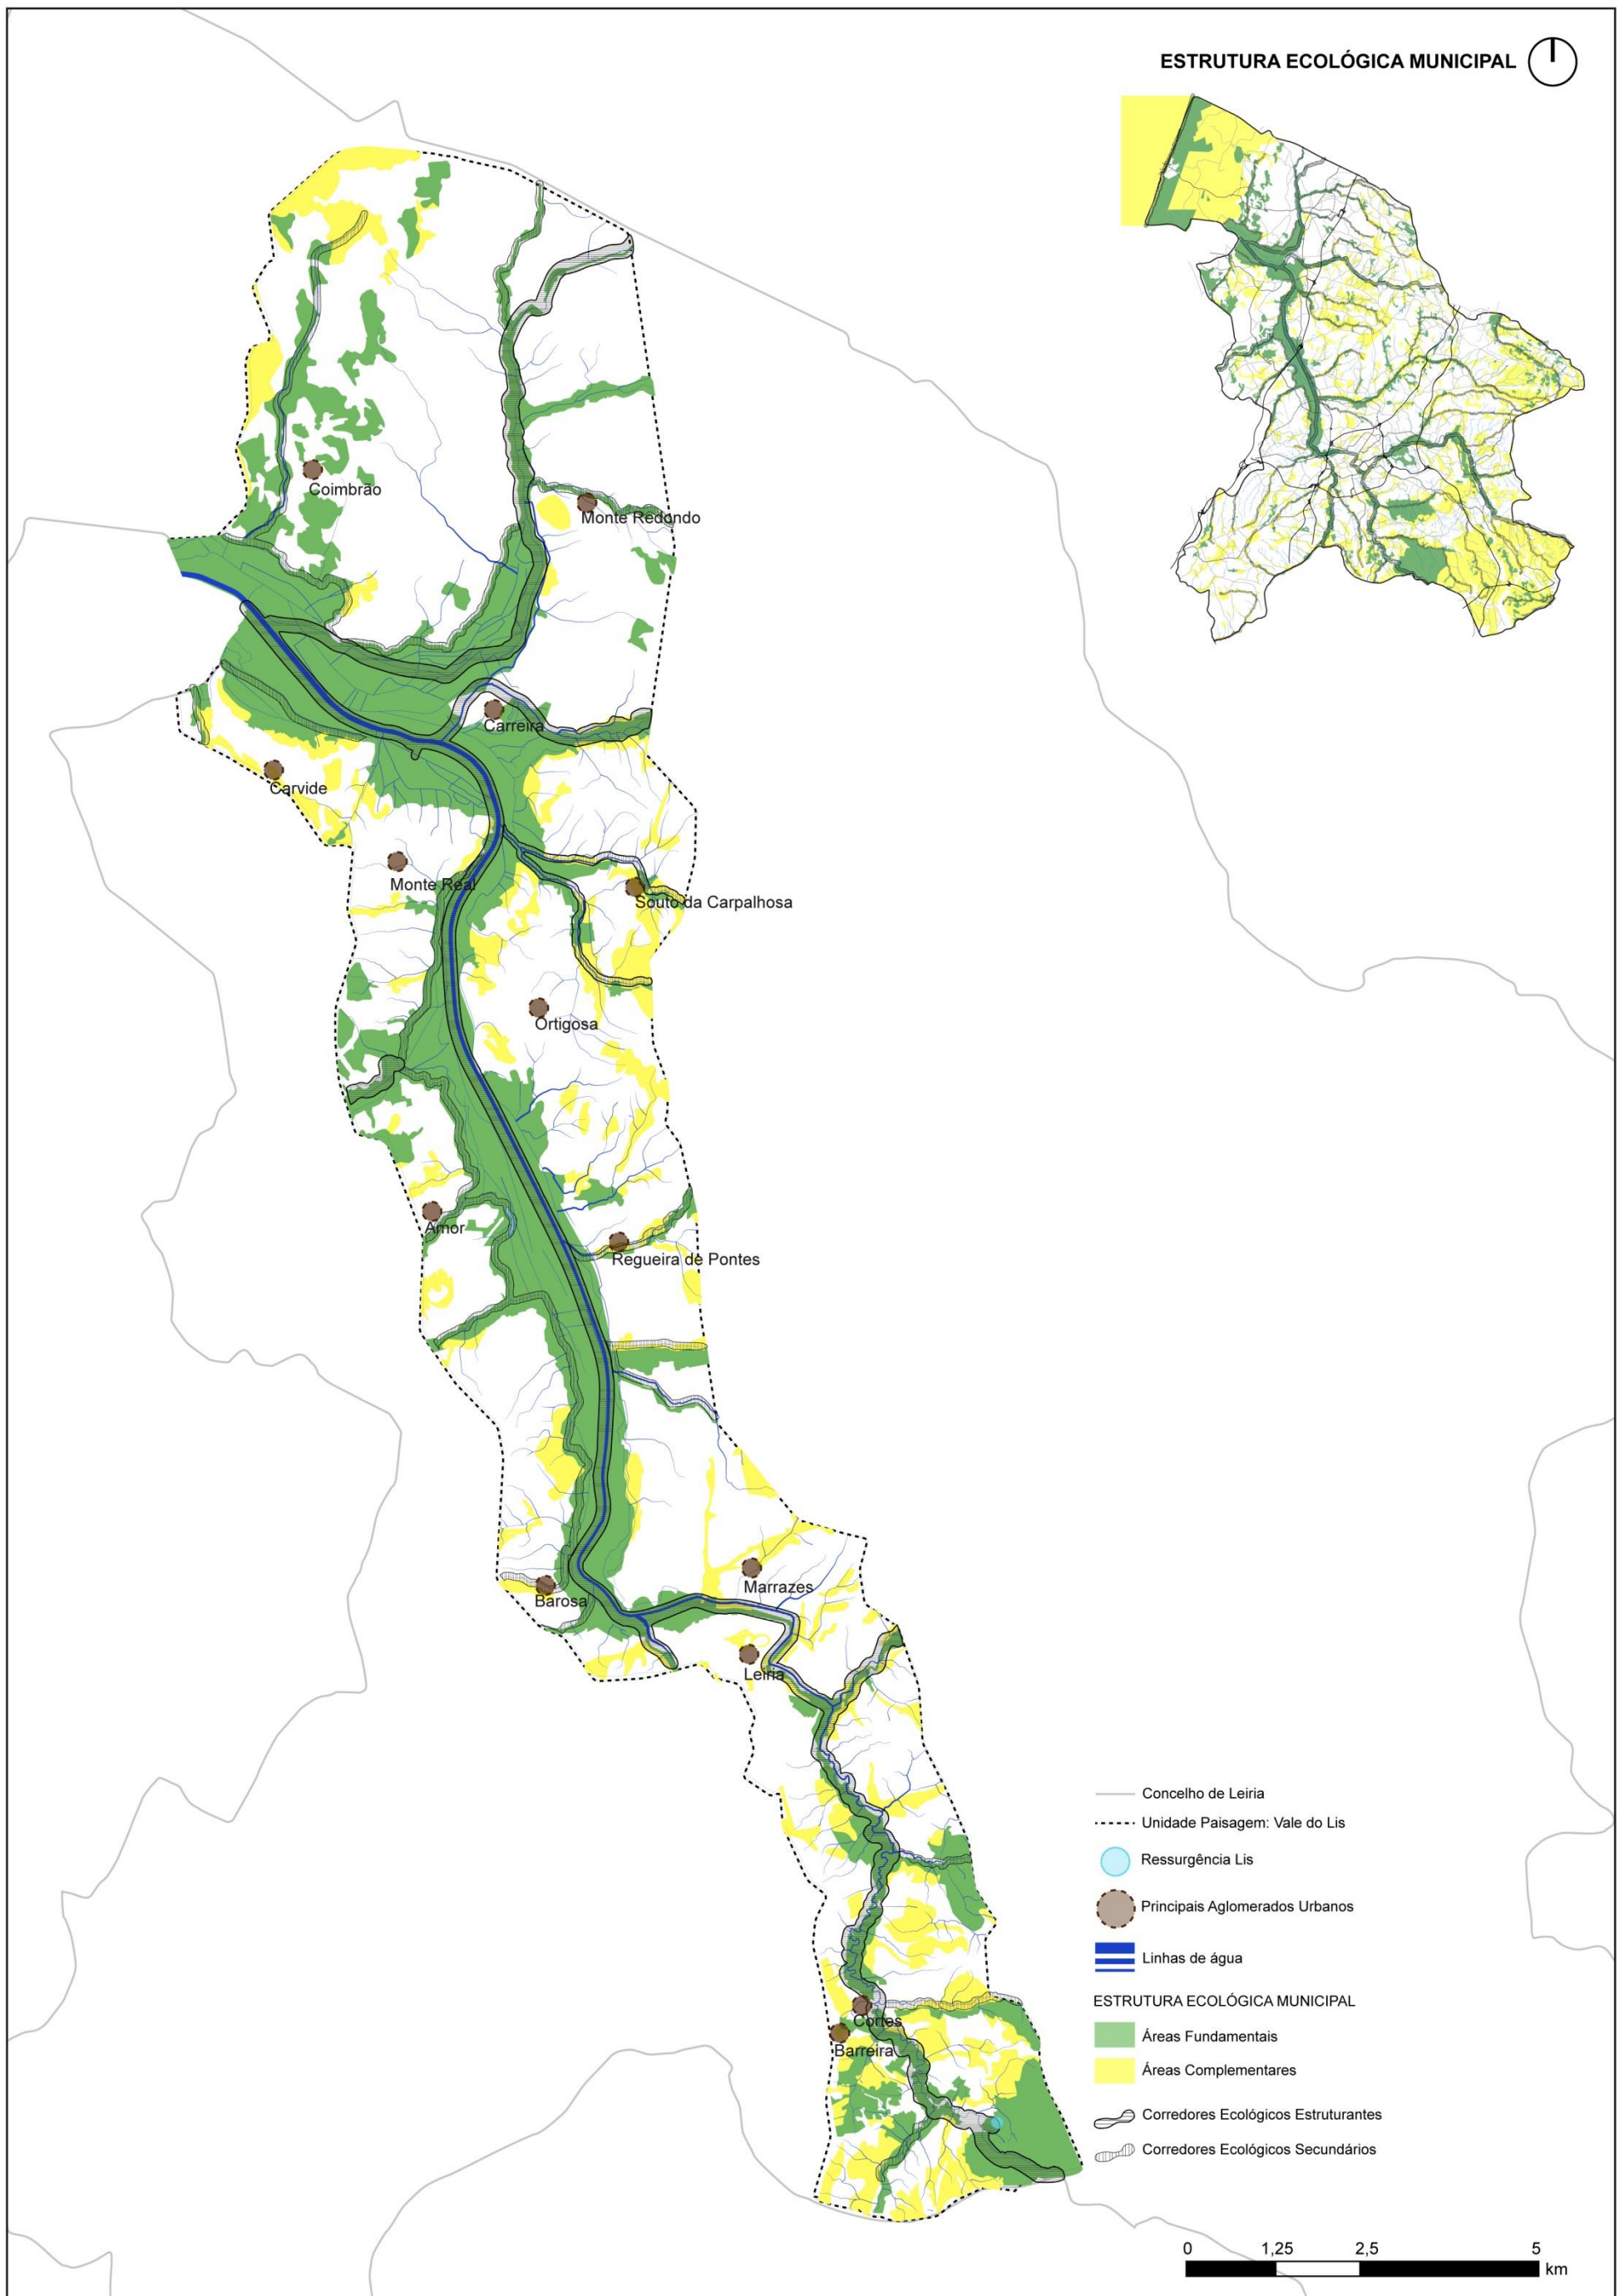 ESTRUTURA ECOLÓGICA MUNICIPAL
Coimbrão
Monte Redondo
Carreira
Carvide
Monte Real
Souto da Carpalhosa
Ortigosa
Amor
Regueira de Pontes
Marrazes
Barosa
Leiria
Cortes
Barreira
Concelho de Leiria
Unidade Paisagem: Vale do Lis
Ressurgência Lis
Principais Aglomerados Urbanos
Linhas de água
ESTRUTURA ECOLÓGICA MUNICIPAL
Áreas Fundamentais
Áreas Complementares
Corredores Ecológicos Estruturantes
Corredores Ecológicos Secundários
0 1,25 2,5 5
km